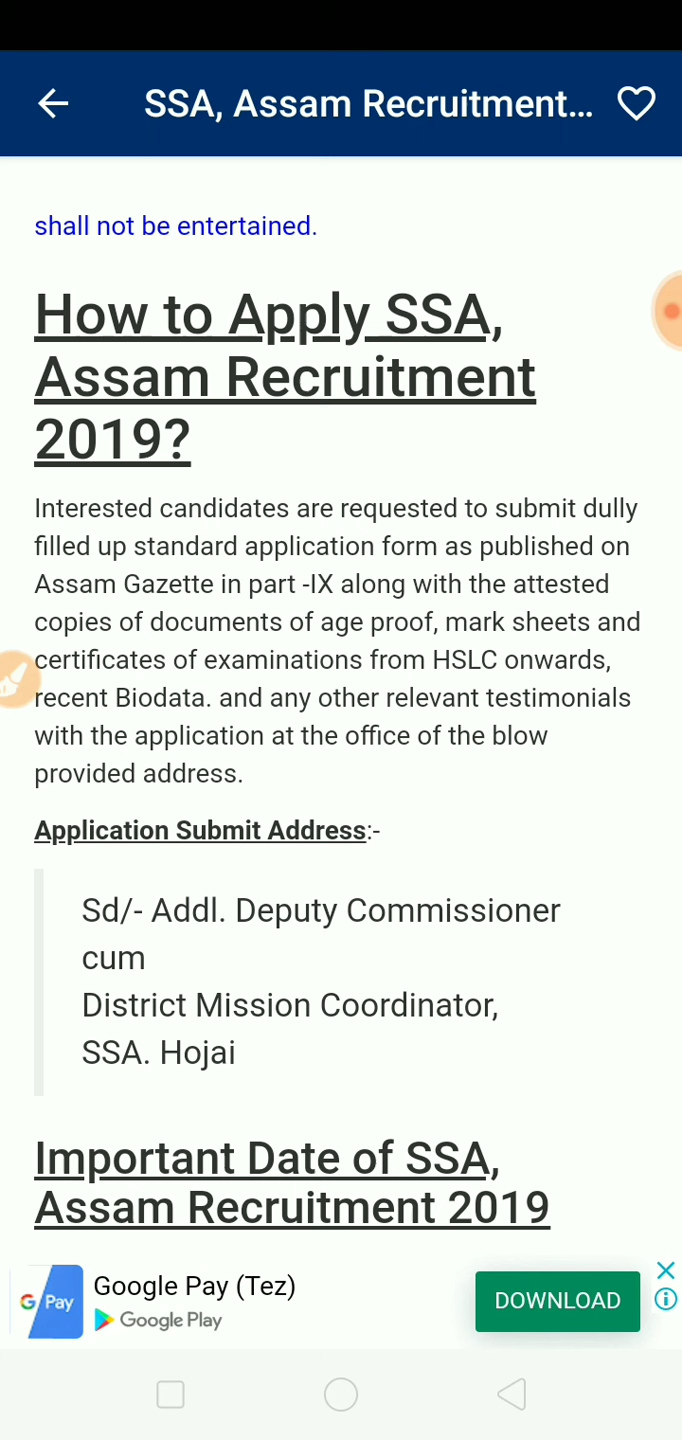 SSA, Assam Recruitment...
shall not be entertained.
How to Apply SSA,
Assam Recruitment
2019?
Interested candidates are requested to submit dully
filled up standard application form as published on
Assam Gazette in part -IX along with the attested
copies of documents of age proof, mark sheets and
certificates of examinations from HSLC onwards,
recent Biodata. and any other relevant testimonials
with the application at the office of the blow
provided address.
Application Submit Address:-
Sd/- Addl. Deputy Commissioner
cum
District Mission Coordinator,
SSA. Hojai
Important Date of SSA,
Assam Recruitment 2019
G Pay
Google Pay (Tez)
Google Play
DOWNLOAD